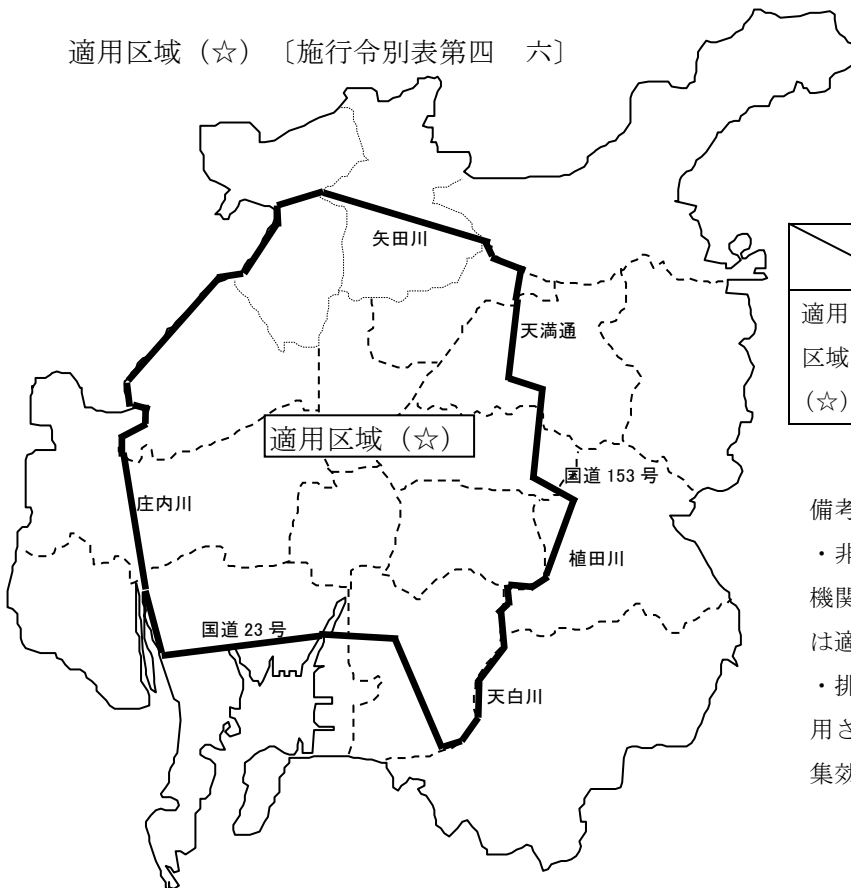 適用区域（☆）〔施行令別表第四　六〕
矢田川
天満通
適用
区域
（☆）
適用区域（☆）
国道 153 号
庄内川
植田川
国道 23 号
天白川
備考
・非
機関
は適
・排
用さ
集効